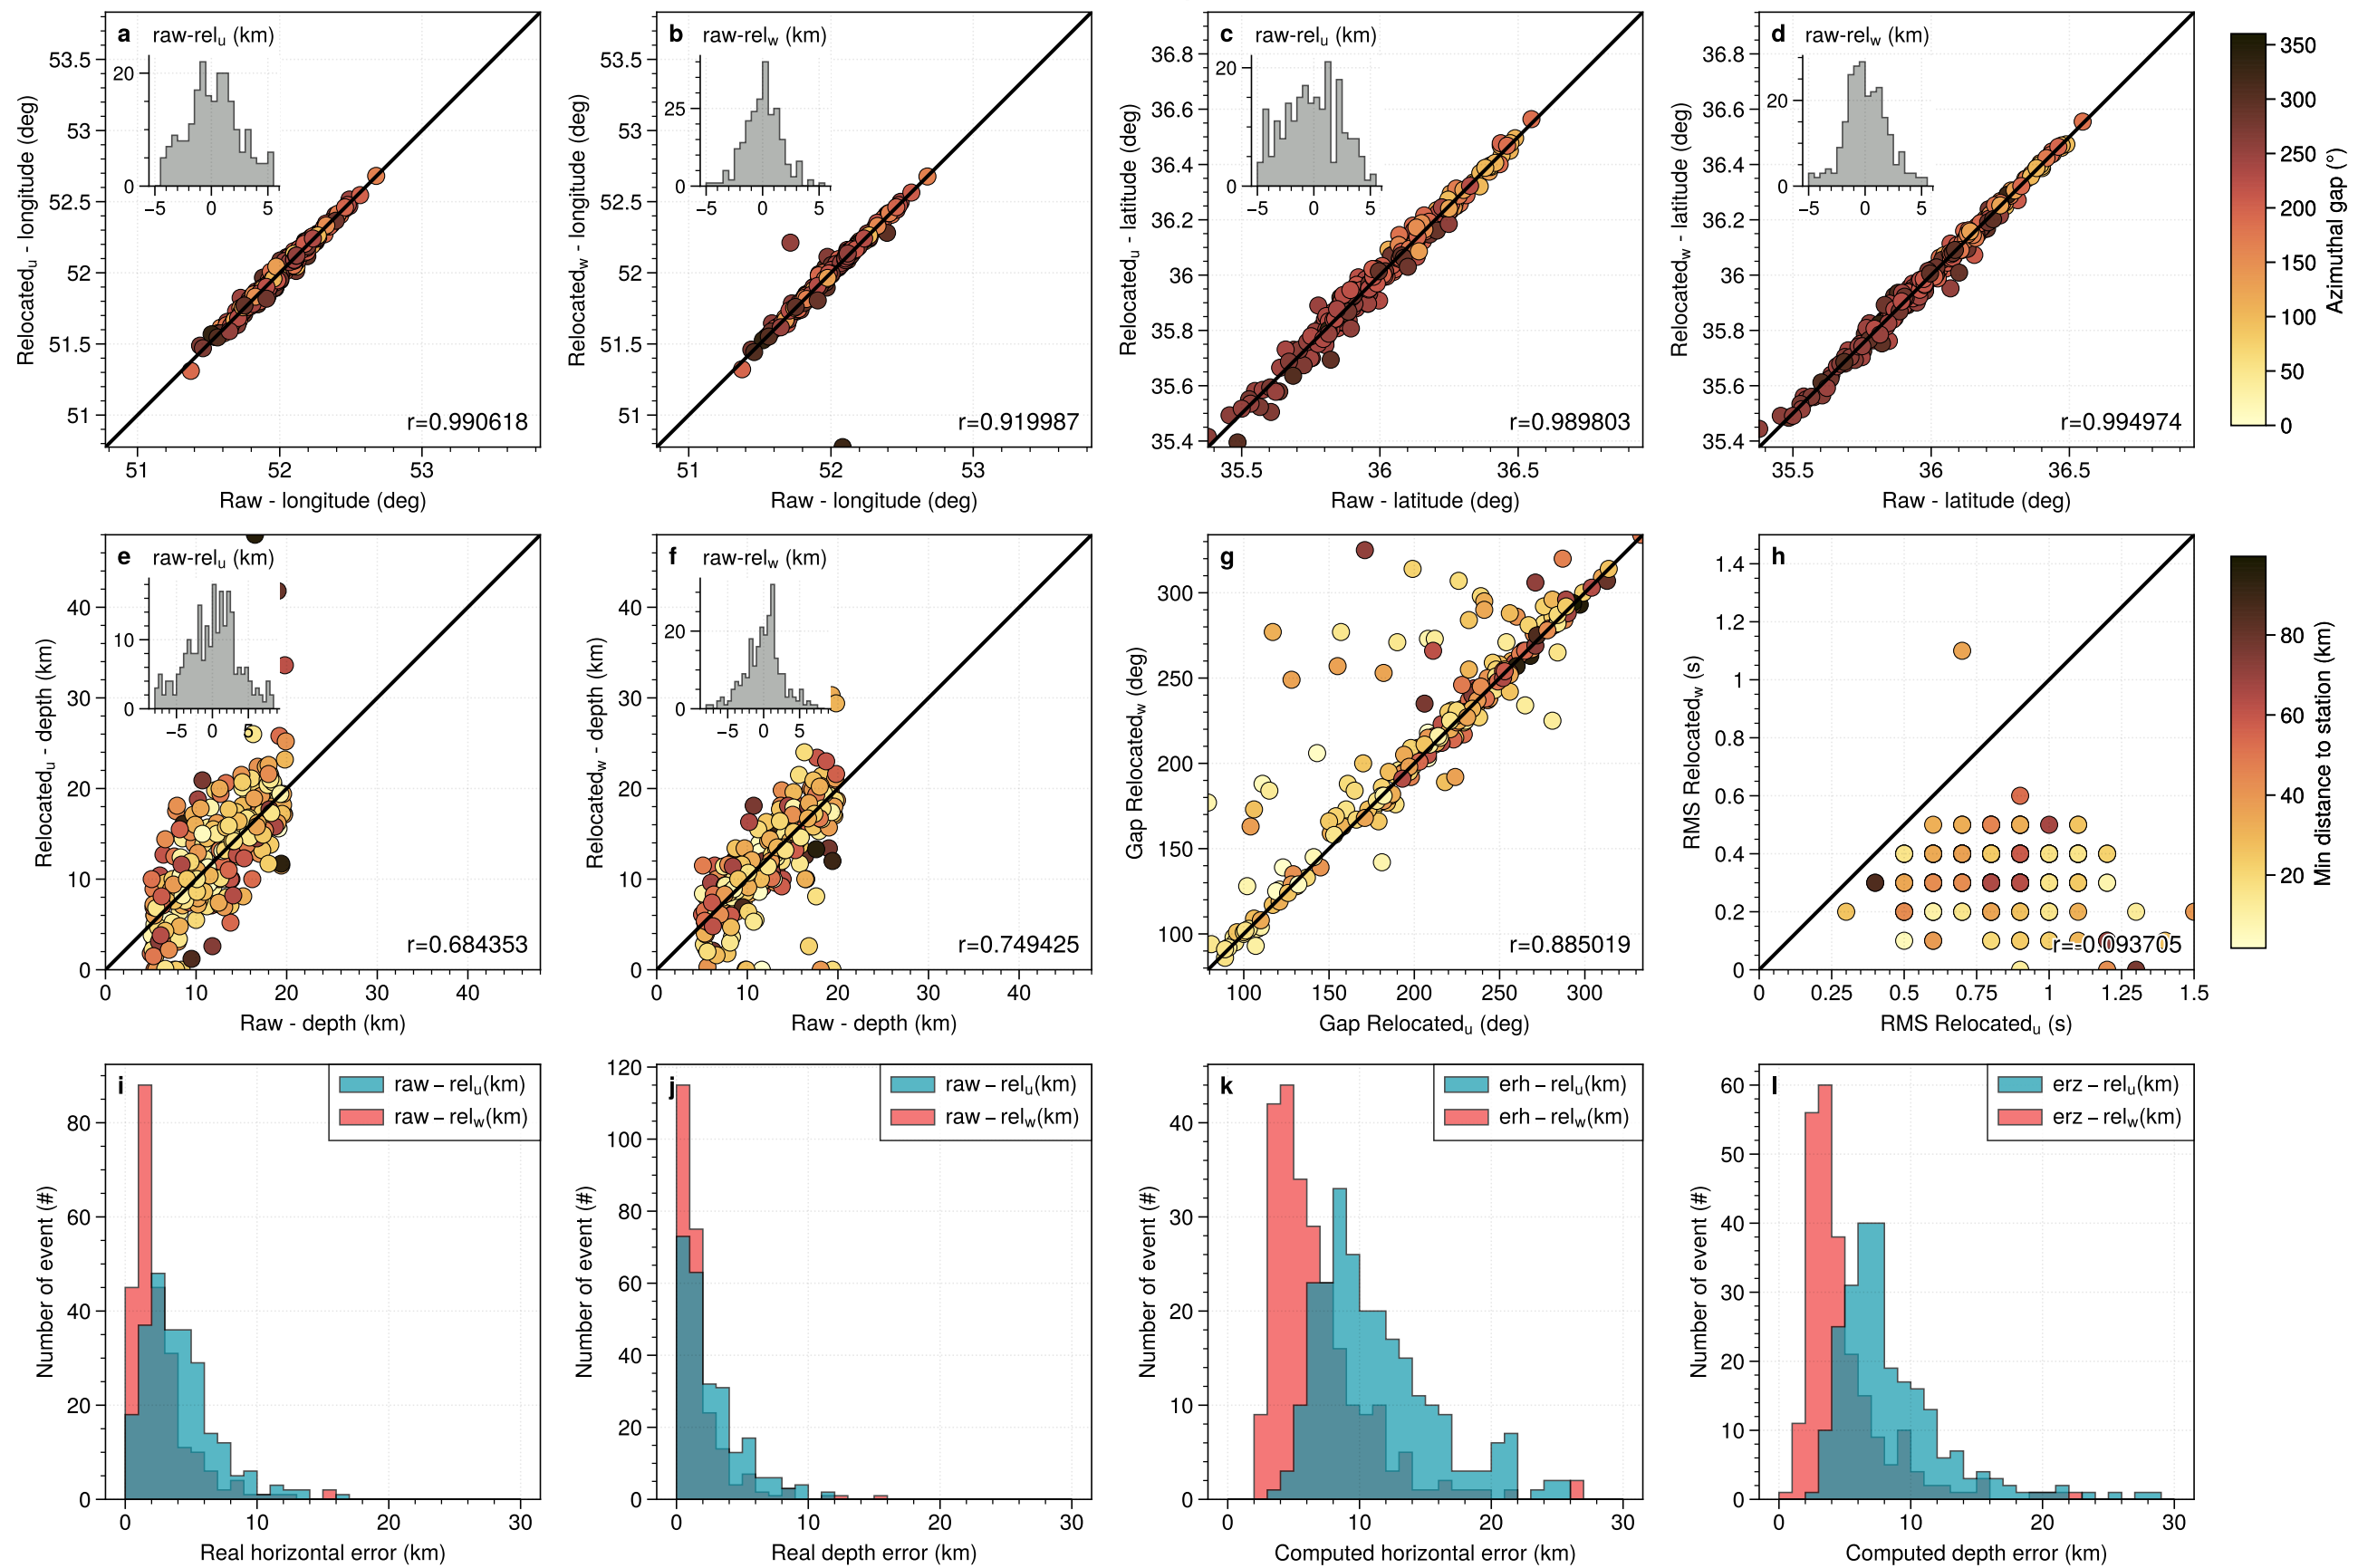 a raw-relu (km)
20
0
−5 0 5
53.5
53
52.5
52
51.5
51
51 52 53
r=0.990618
Relocatedu - longitude (deg)
Raw - longitude (deg)
b raw-relw (km)
25
0
−5 0 5
53.5
53
52.5
52
51.5
51
51 52 53
r=0.919987
Relocatedw - longitude (deg)
Raw - longitude (deg)
c raw-relu (km)
20
0
−5 0 5
36.8
36.6
36.4
36.2
36
35.8
35.6
35.4
35.5 36 36.5
r=0.989803
Relocatedu - latitude (deg)
Raw - latitude (deg)
d raw-relw (km)
20
0
−5 0 5
36.8
36.6
36.4
36.2
36
35.8
35.6
35.4
35.5 36 36.5
r=0.994974
Relocatedw - latitude (deg)
Raw - latitude (deg)
350
300
250
200
150
100
50
0
Azimuthal gap (°)
e raw-relu (km)
10
0
−5 0 5
40
30
20
10
0
0 10 20 30 40
r=0.684353
Relocatedu - depth (km)
Raw - depth (km)
f raw-relw (km)
20
0
−5 0 5
40
30
20
10
0
0 10 20 30 40
r=0.749425
Relocatedw - depth (km)
Raw - depth (km)
g
300
250
200
150
100
100 150 200 250 300
r=0.885019
Gap Relocatedw (deg)
Gap Relocatedu (deg)
h
1.4
1.2
1
0.8
0.6
0.4
0.2
0
0 0.25 0.5 0.75 1 1.25 1.5
r=-0.093705
RMS Relocatedw (s)
RMS Relocatedu (s)
80
60
40
20
Min distance to station (km)
i
raw − relu(km)
raw − relw(km)
80
60
40
20
0
0 10 20 30
Number of event (#)
Real horizontal error (km)
j
raw − relu(km)
raw − relw(km)
120
100
80
60
40
20
0
0 10 20 30
Number of event (#)
Real depth error (km)
k
erh − relu(km)
erh − relw(km)
40
30
20
10
0
0 10 20 30
Number of event (#)
Computed horizontal error (km)
l
erz − relu(km)
erz − relw(km)
60
50
40
30
20
10
0
0 10 20 30
Number of event (#)
Computed depth error (km)